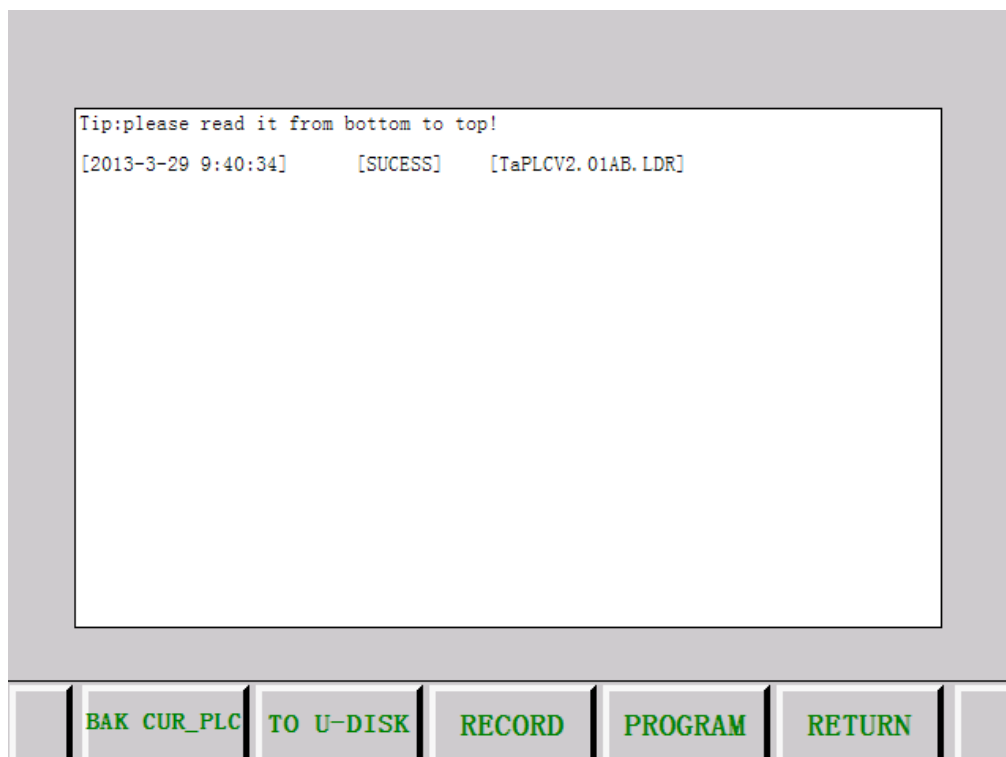 Tip:please read it from bottom to top!
[2013-3-29 9:40:34] [SUCESS] [TaPLCV2.01AB.LDR]
BAK CUR_PLC TO U-DISK RECORD PROGRAM RETURN